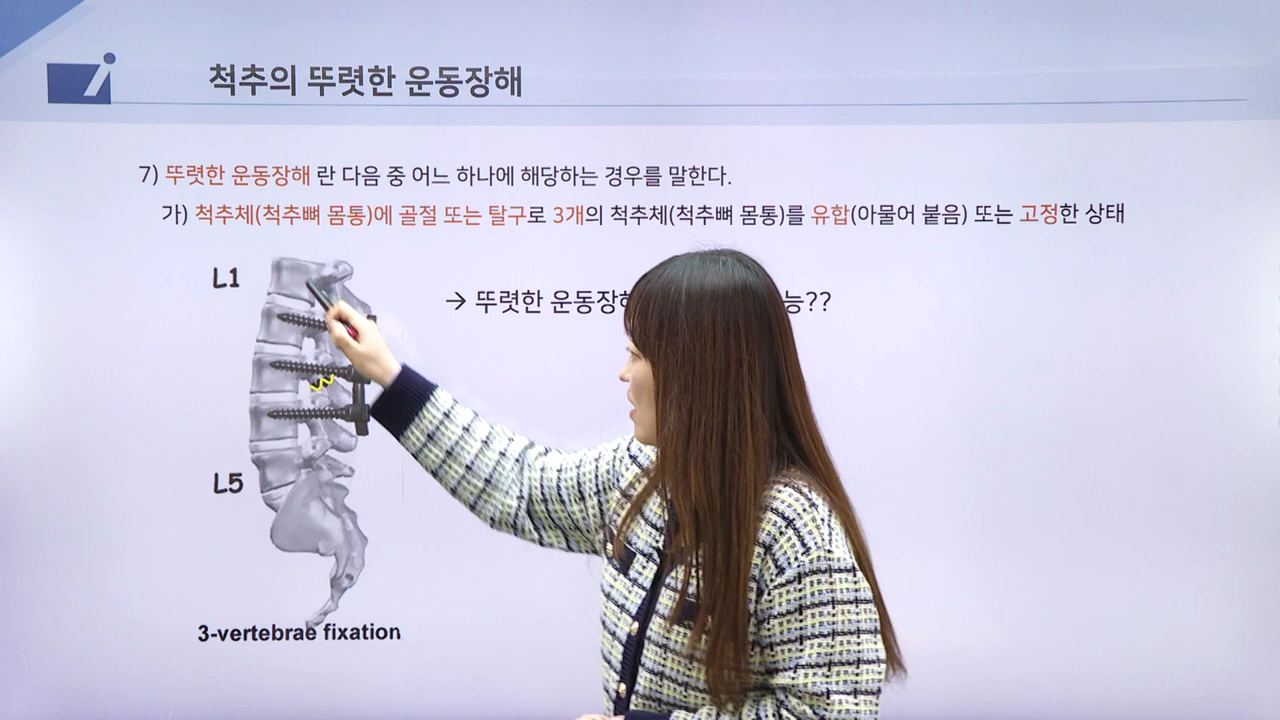 척추의 뚜렷한 운동장해
7) 뚜렷한 운동장해 란 다음 중 어느 하나에 해당하는 경우를 말한다.
가) 척추체(척추뼈 몸통)에 골절 또는 탈구로 3개의 척추체(척추뼈 몸통)를 유합(아물어 붙음) 또는 고정한 상태
L1
→ 뚜렷한 운동장 능??
L5
3-vertebrae fixation